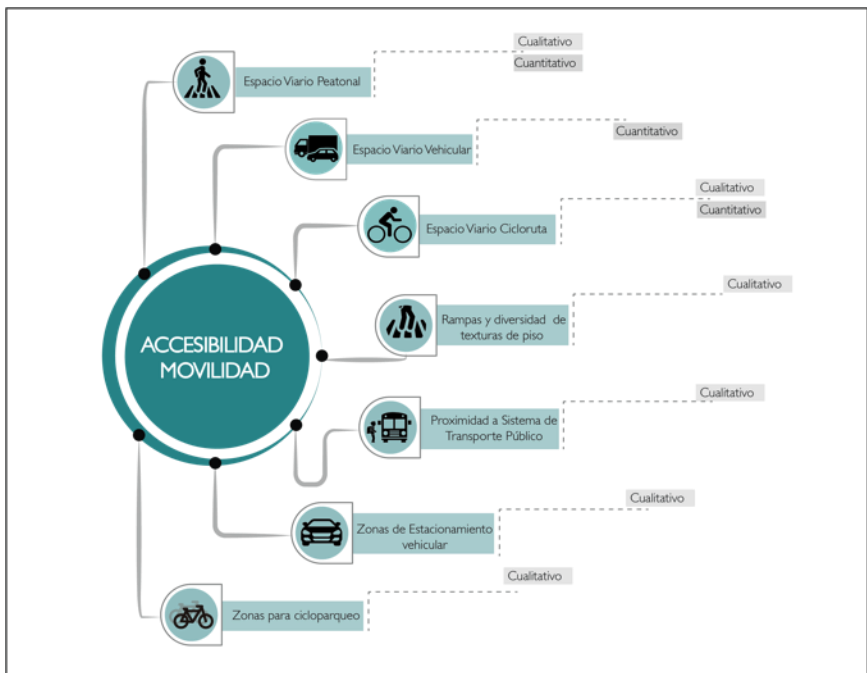 Cualitativo
Cuantitativo
Espacio Viario Peatonal
Cuantitativo
Espacio Viario Vehicular
Cualitativo
Cuantitativo
Espacio Viario Cicloruta
Cualitativo
Rampas y diversidad de
texturas de piso
ACCESIBILIDAD
MOVILIDAD
Cualitativo
Proximidad a Sistema de
Transporte Público
Cualitativo
Zonas de Estacionamiento
vehicular
Cualitativo
Zonas para cicloparqueo